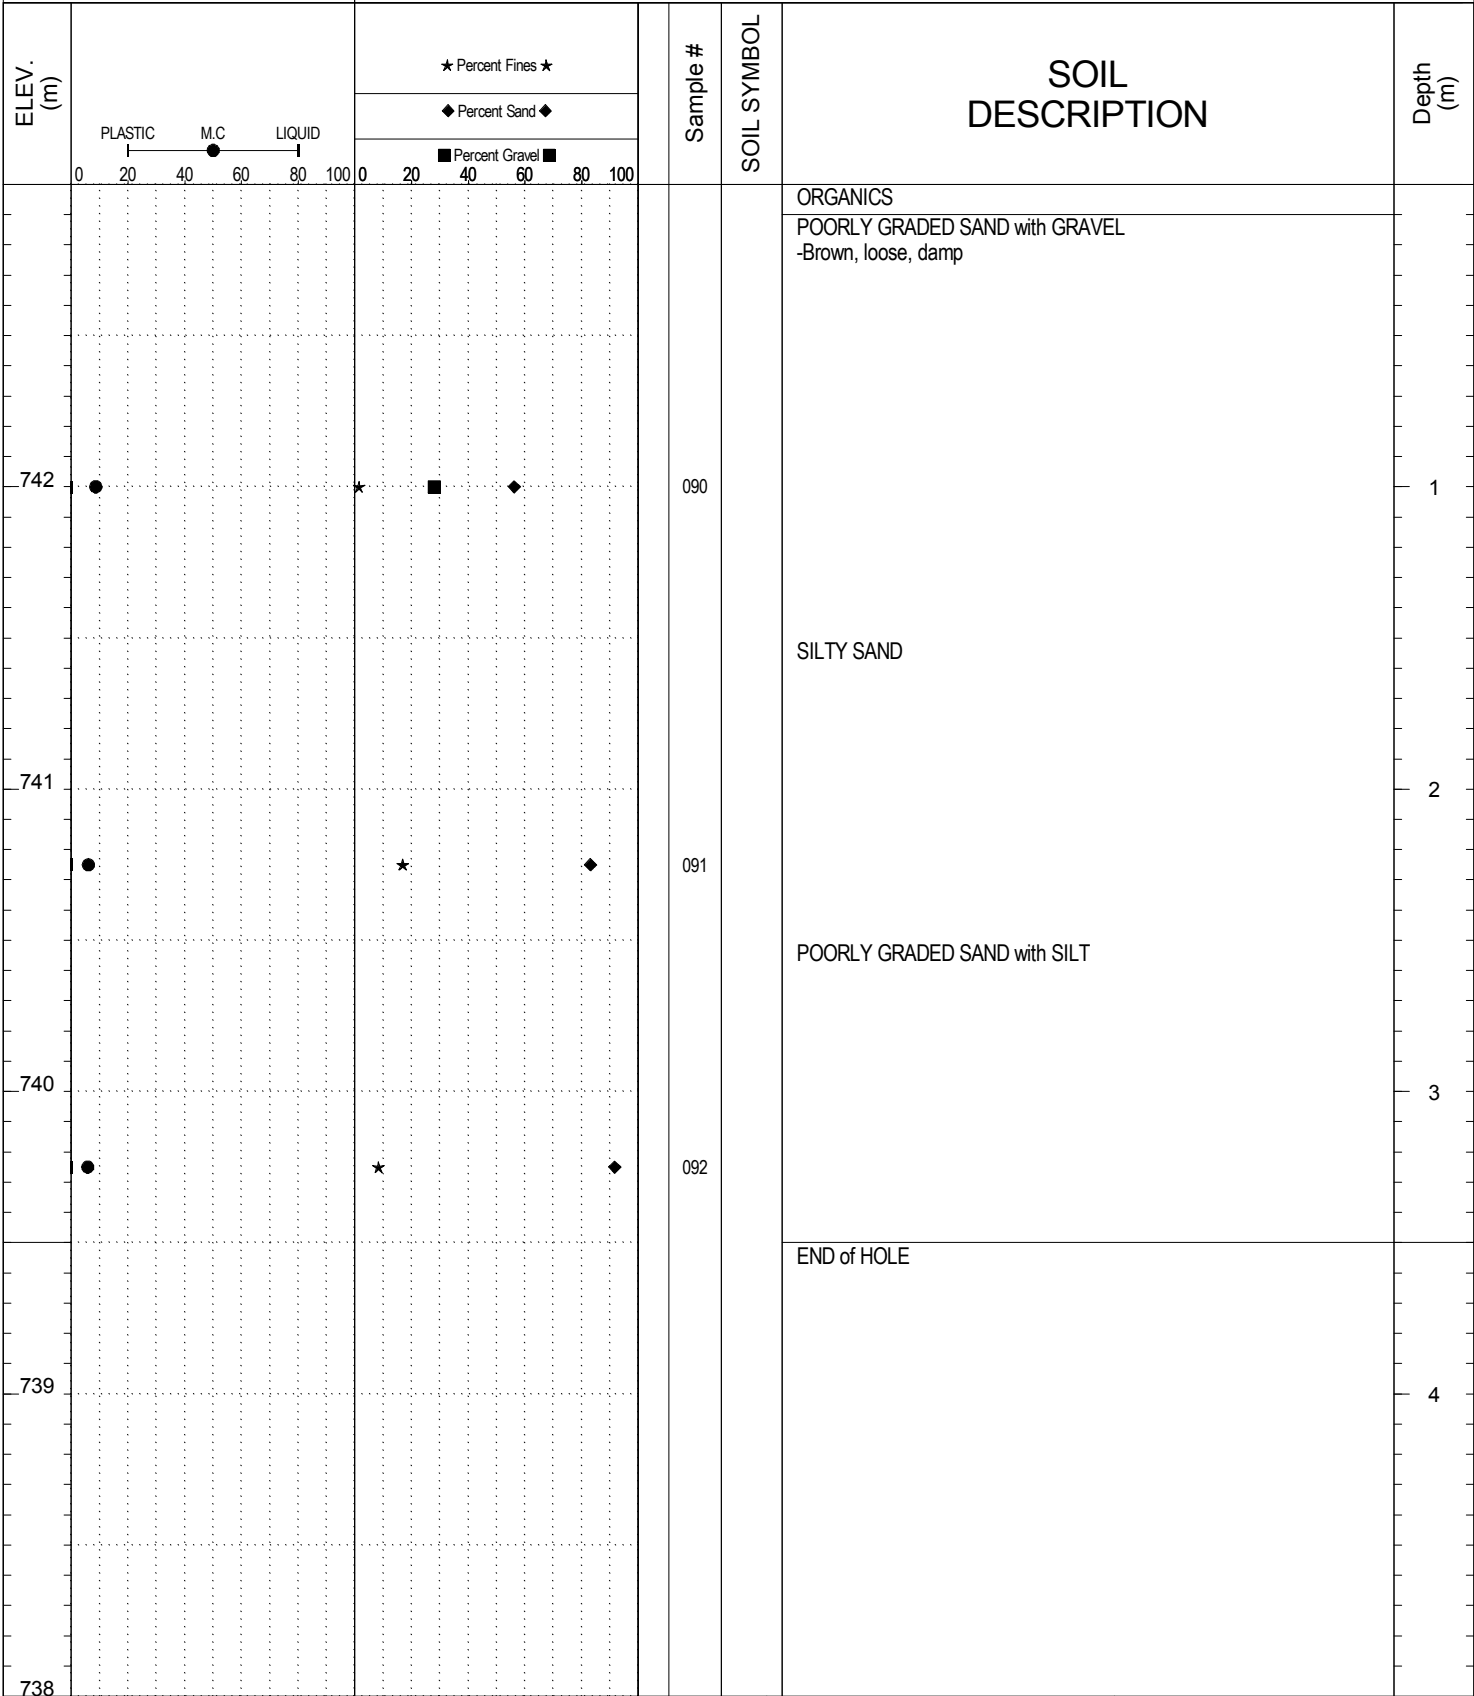 ELEV.
(m)
PLASTIC M.C LIQUID
0 20 40 60 80 100
★ Percent Fines ★
◆ Percent Sand ◆
■ Percent Gravel ■
0 20 40 60 80 100
Sample #
SOIL SYMBOL
SOIL
DESCRIPTION
Depth
(m)
ORGANICS
POORLY GRADED SAND with GRAVEL
-Brown, loose, damp
742 090 1
SILTY SAND
741 2
091
POORLY GRADED SAND with SILT
740 3
092
END of HOLE
739 4
738